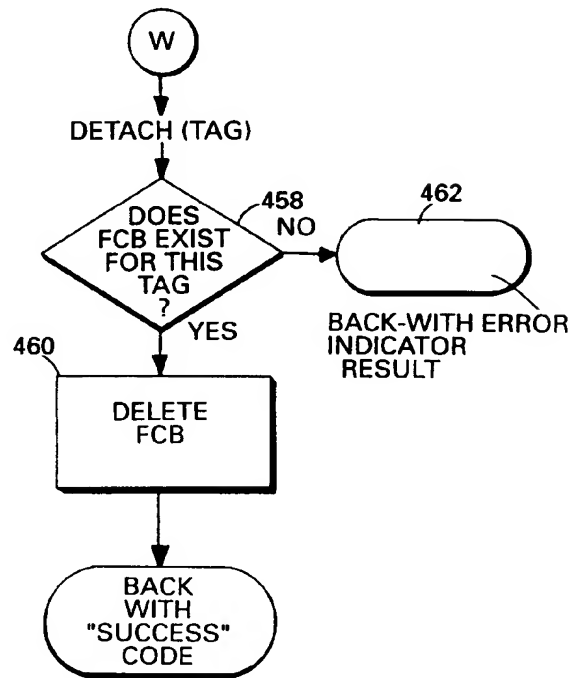 W
DETACH (TAG)
458
DOES
FCB EXIST
FOR THIS
TAG
?
NO
462
BACK-WITH ERROR
INDICATOR
RESULT
YES
460
DELETE
FCB
BACK
WITH
"SUCCESS"
CODE